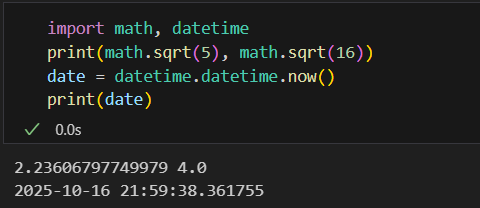 import math, datetime
print(math.sqrt(5), math.sqrt(16))
date = datetime.datetime.now()
print(date)
0.0s
2.23606797749979 4.0
2025-10-16 21:59:38.361755